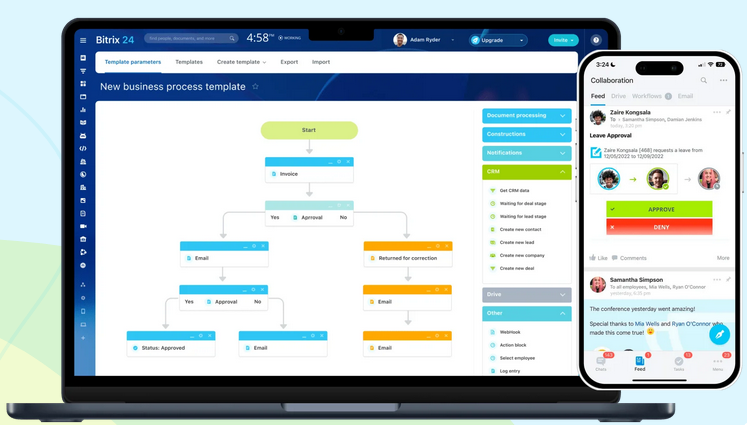 Bitrix 24
find people, documents, and more
4:58 PM
WORKING
Adam Ryder
Upgrade
Invite
Template parameters
Templates
Create template
Export
Import
New business process template
Start
Invoice
Yes
Aprroval
No
Email
Returned for correction
Yes
Approval
No
Email
Status: Approved
Email
Email
Document processing
Constructions
Notifications
CRM
Get CRM data
Waiting for deal stage
Waiting for lead stage
Create new contact
Create new lead
Create new company
Create new deal
Drive
Other
WebHook
Action block
Select employee
Log entry
3:24
Collaboration
Feed
Drive
Workflows
Email
Zaire Kongsala
To > Samantha Simpson, Damian Jenkins
Today, 3:20 pm
Leave Approval
Zaire Kongsala [468] requests a leave from
12/05/2022 to 12/09/2022
APPROVE
DENY
Like
Comments
More
Samantha Simpson
To all employees, Mia Wells, Ryan O'Connor
The conference yesterday went amazing!
Special thanks to Mia Wells and Ryan O'Connor who
made this come true!
Chats
Feed
Tasks
Menu